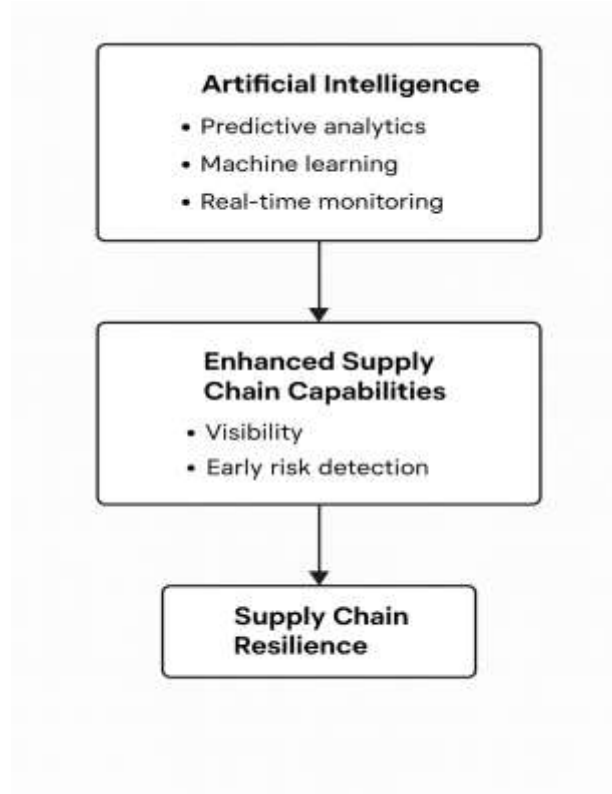 Artificial Intelligence
• Predictive analytics
• Machine learning
• Real-time monitoring
Enhanced Supply
Chain Capabilities
• Visibility
• Early risk detection
Supply Chain
Resilience